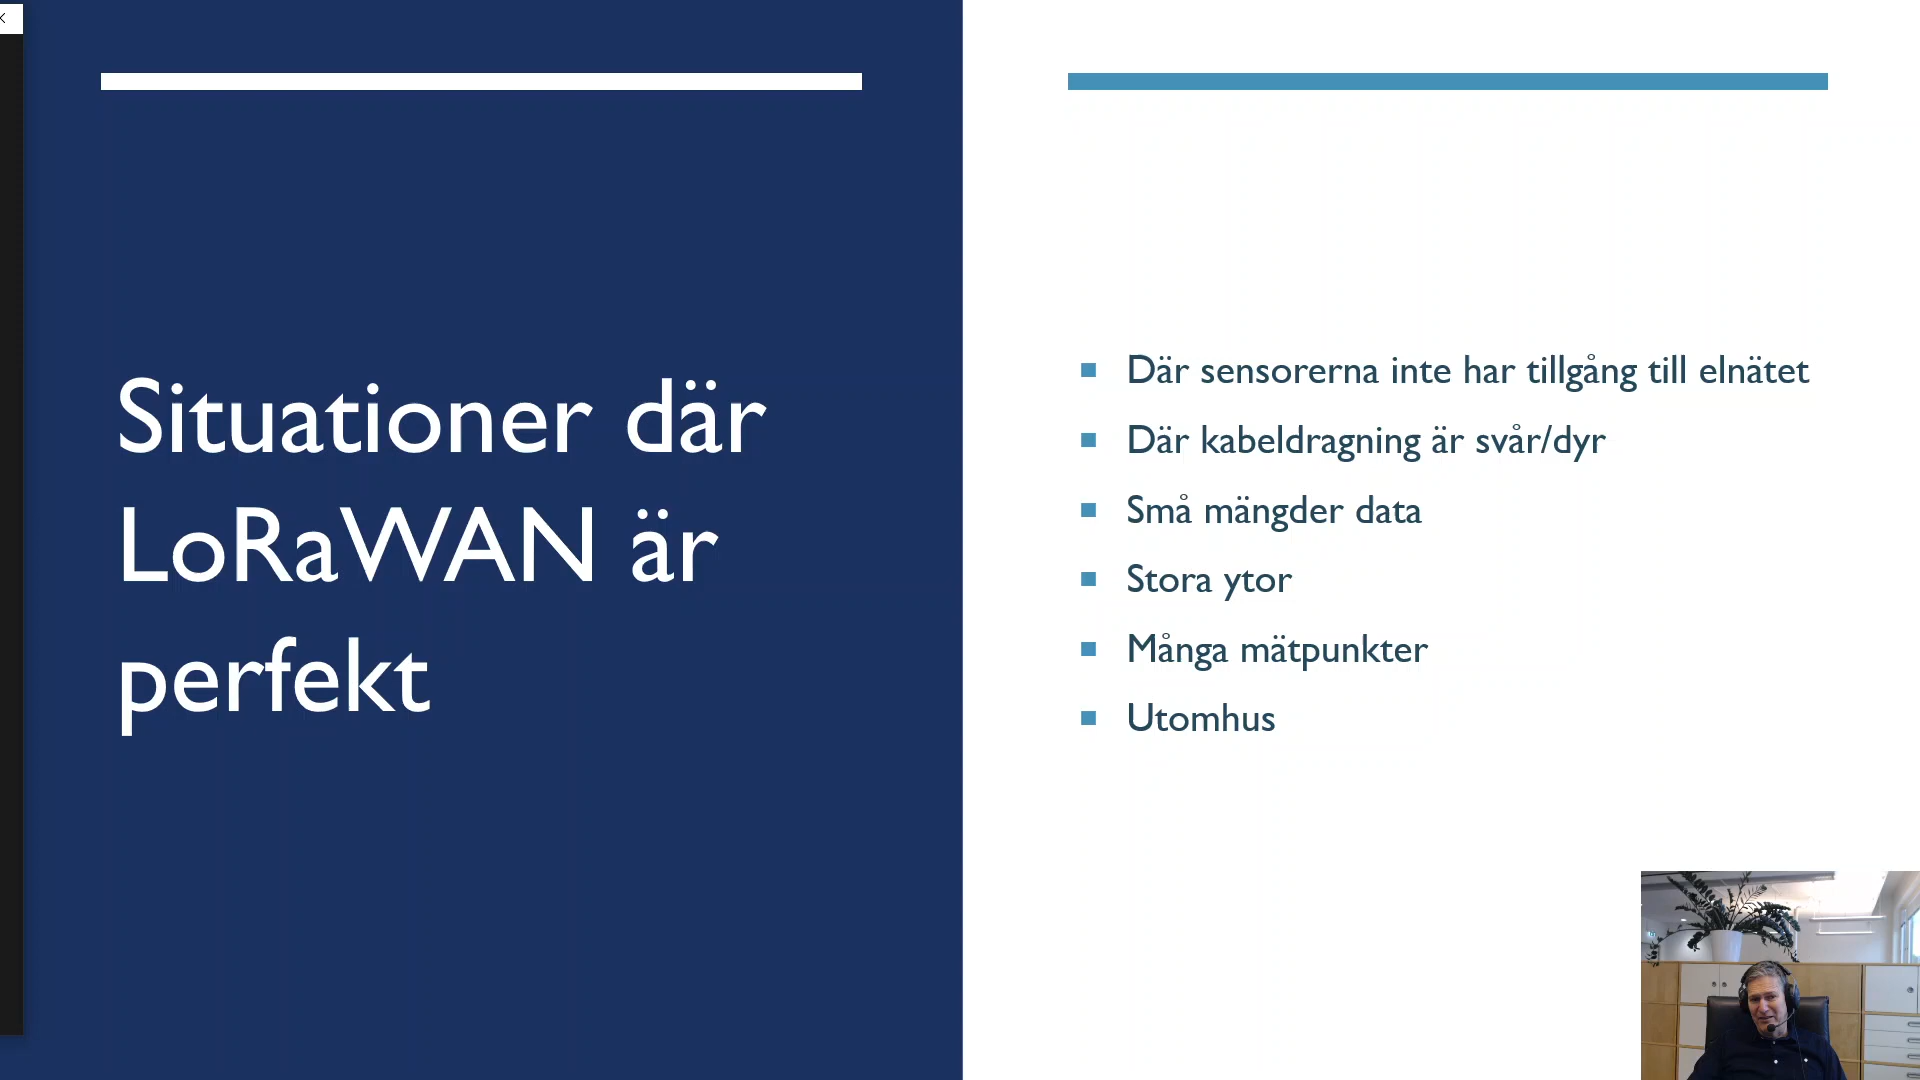 Situationer där
LoRaWAN är
perfekt
Där sensorerna inte har tillgång till elnätet
Där kabeldragning är svår/dyr
Små mängder data
Stora ytor
Många mätpunkter
Utomhus